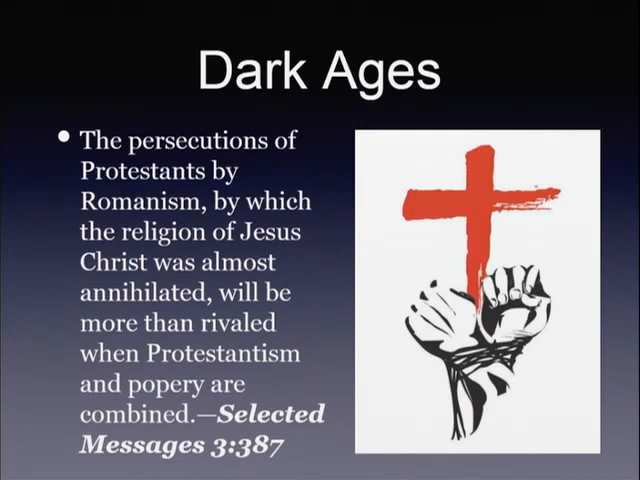 Dark Ages
• The persecutions of
Protestants by
Romanism, by which
the religion of Jesus
Christ was almost
annihilated, will be
more than rivaled
when Protestantism
and popery are
combined.—Selected
Messages 3:387